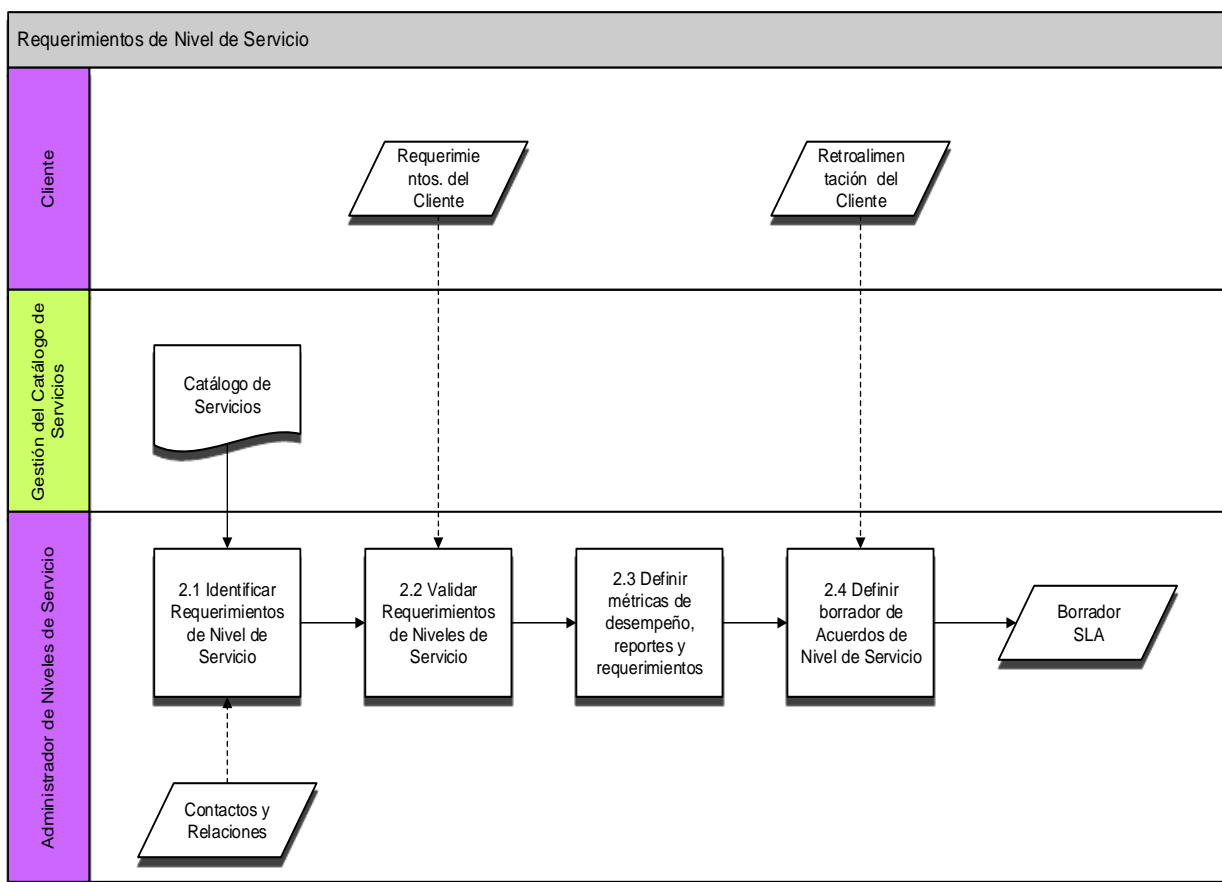 Requerimientos de Nivel de Servicio
Cliente
Requerimie
ntos. del
Cliente
Retroalimen
tación del
Cliente
Gestión del Catálogo de
Servicios
Catálogo de
Servicios
Administrador de Niveles de Servicio
2.1 Identificar
Requerimientos
de Nivel de
Servicio
2.2 Validar
Requerimientos
de Niveles de
Servicio
2.3 Definir
métricas de
desempeño,
reportes y
requerimientos
2.4 Definir
borrador de
Acuerdos de
Nivel de Servicio
Borrador
SLA
Contactos y
Relaciones